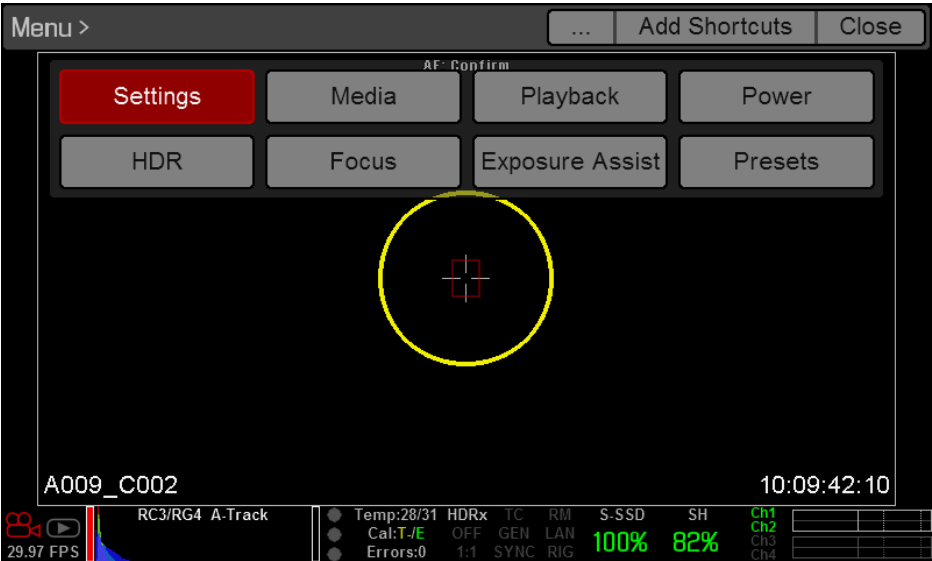 Menu > ... Add Shortcuts Close
AF: Confirm
Settings Media Playback Power
HDR Focus Exposure Assist Presets
A009_C002 10:09:42:10
RC3/RG4 A-Track Temp:28/31 HDRx TC RM S-SSD SH Ch1
Cal:T-/E OFF GEN LAN 100% 82% Ch2
29.97 FPS Errors:0 1:1 SYNC RIG Ch3
Ch4